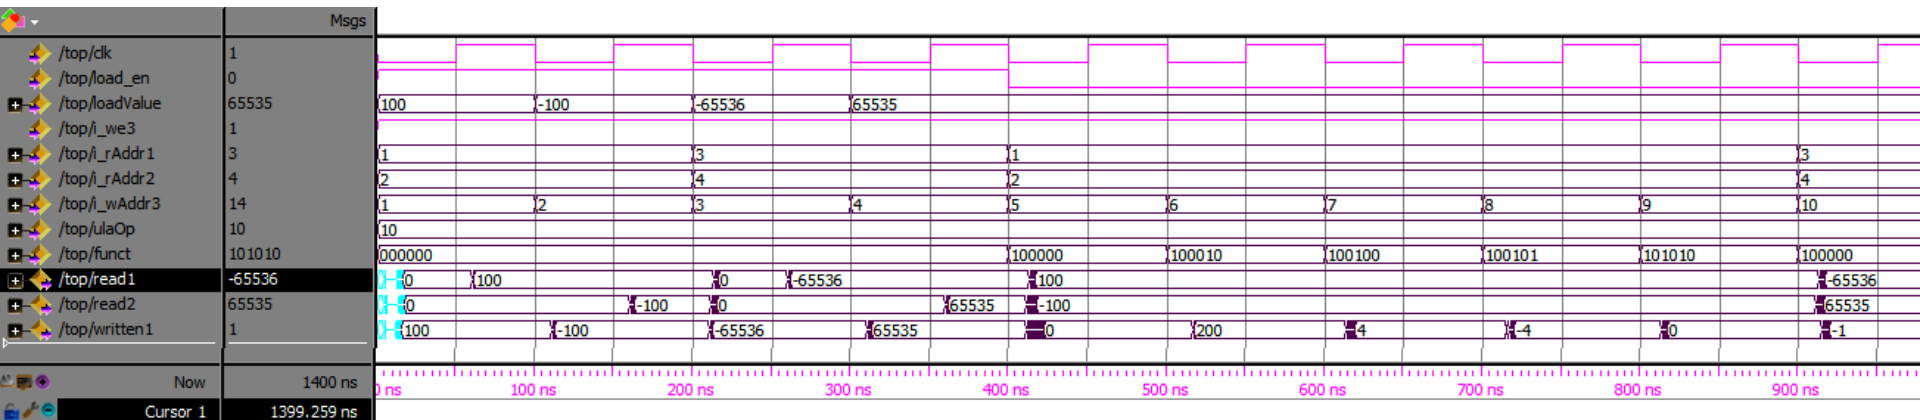 Msgs
/top/clk 1
/top/load_en 0
/top/loadValue 65535 100 -100 -65536 65535
/top/i_we3 1
/top/i_rAddr1 3 1 3 1 3
/top/i_rAddr2 4 2 4 2 4
/top/i_wAddr3 14 1 2 3 4 5 6 7 8 9 10
/top/ulaOp 10 10
/top/funct 101010 000000 100000 100010 100100 100101 101010 100000
/top/read1 -65536 0 100 0 -65536 100 -65536
/top/read2 65535 0 -100 0 65535 -100 65535
/top/written1 1 100 -100 -65536 65535 0 200 4 -4 0 -1
Now 1400 ns 0 ns 100 ns 200 ns 300 ns 400 ns 500 ns 600 ns 700 ns 800 ns 900 ns
Cursor 1 1399.259 ns